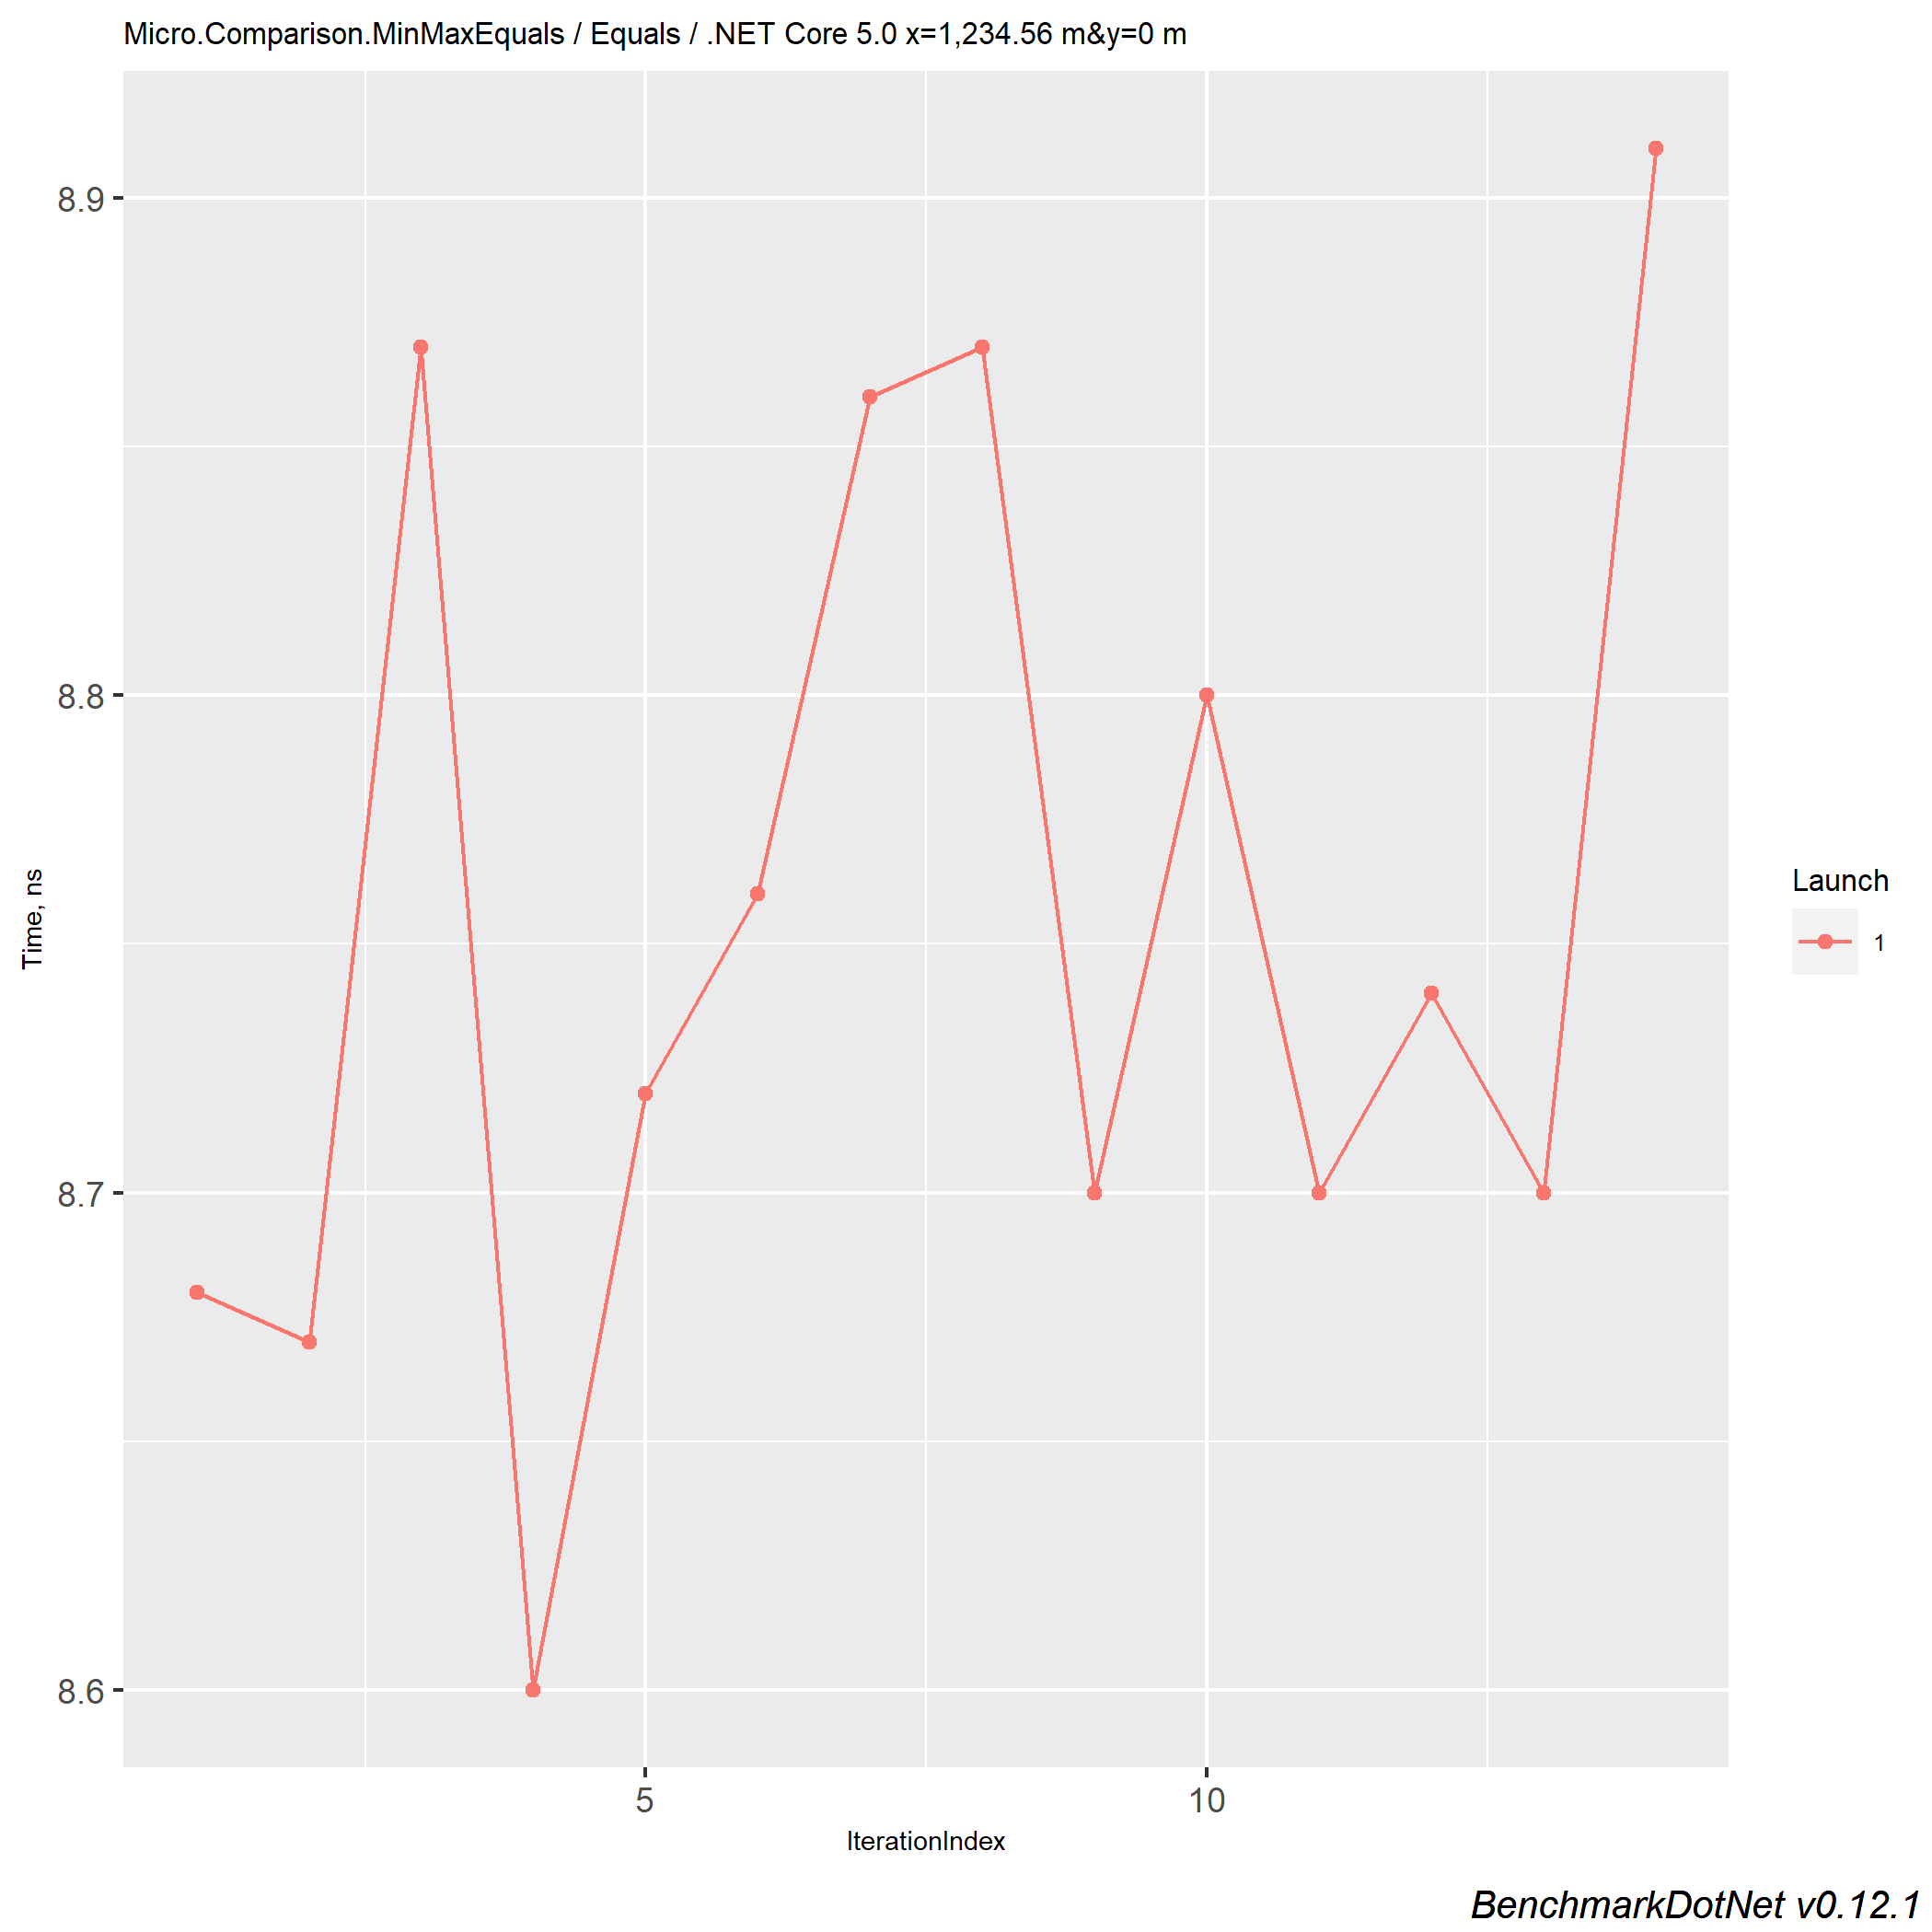 Micro.Comparison.MinMaxEquals / Equals / .NET Core 5.0 x=1,234.56 m&y=0 m
8.9
8.8
8.7
8.6
Time, ns
5
10
IterationIndex
Launch
1
BenchmarkDotNet v0.12.1